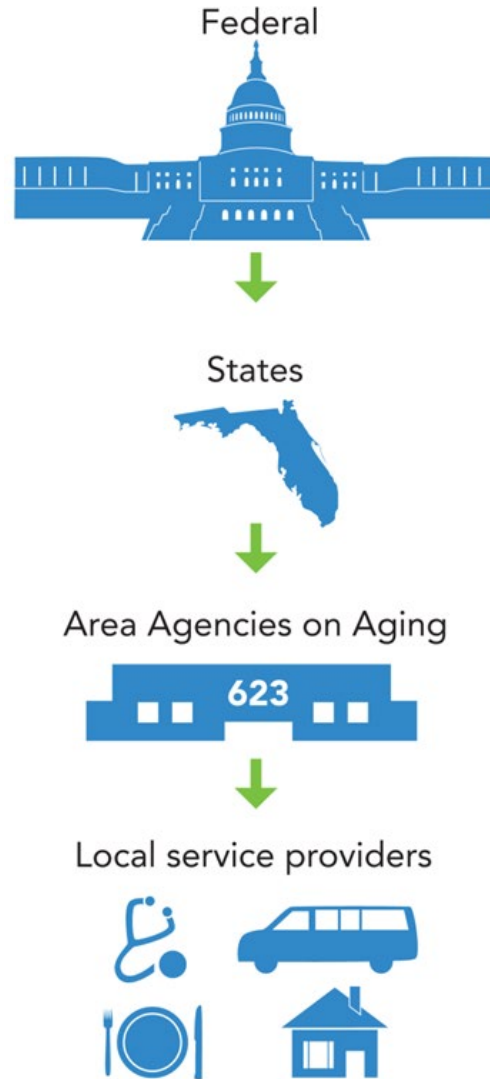 Federal
States
Area Agencies on Aging
623
Local service providers